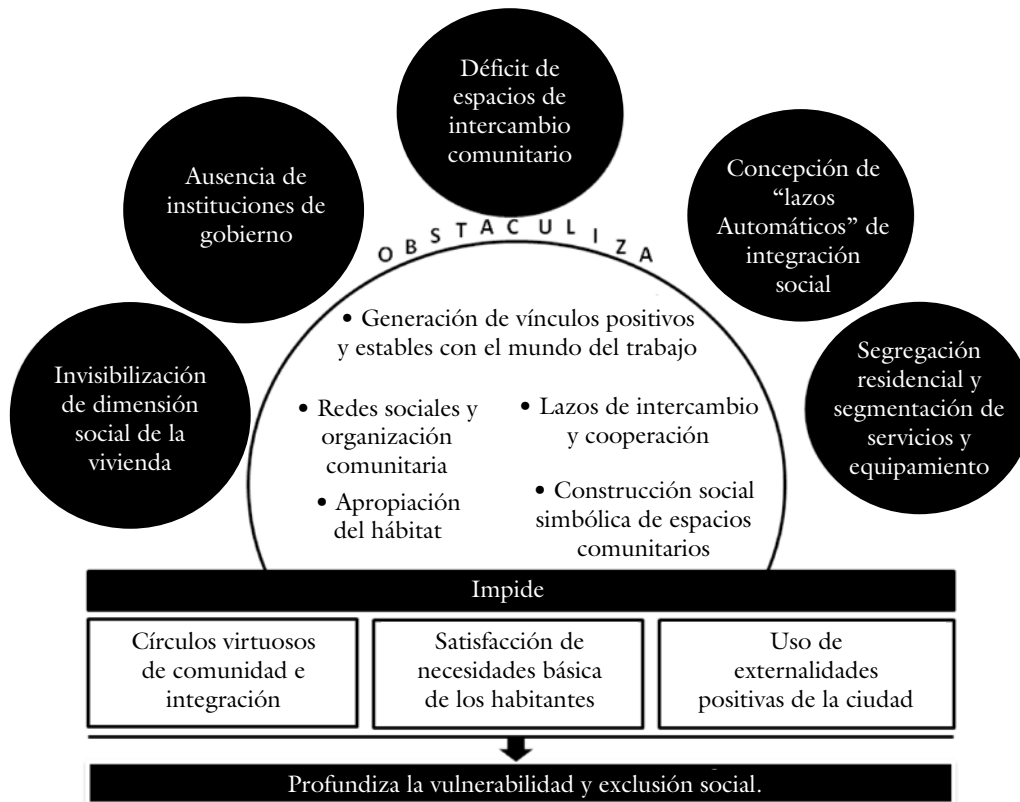 Déficit de
espacios de
intercambio
comunitario
Ausencia de
instituciones de
gobierno
Concepción de
“lazos
Automáticos” de
integración
social
Invisibilización
de dimensión
social de la
vivienda
Segregación
residencial y
segmentación de
servicios y
equipamiento
OBSTACULIZA
• Generación de vínculos positivos
y estables con el mundo del trabajo
• Redes sociales y
organización
comunitaria
• Lazos de intercambio
y cooperación
• Apropiación
del hábitat
• Construcción social
simbólica de espacios
comunitarios
Impide
Círculos virtuosos
de comunidad e
integración
Satisfacción de
necesidades básica
de los habitantes
Uso de
externalidades
positivas de la ciudad
Profundiza la vulnerabilidad y exclusión social.